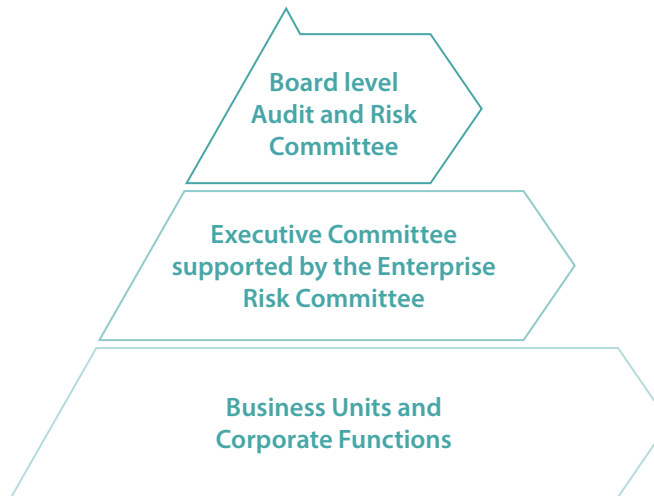 Board level
Audit and Risk
Committee
Executive Committee
supported by the Enterprise
Risk Committee
Business Units and
Corporate Functions